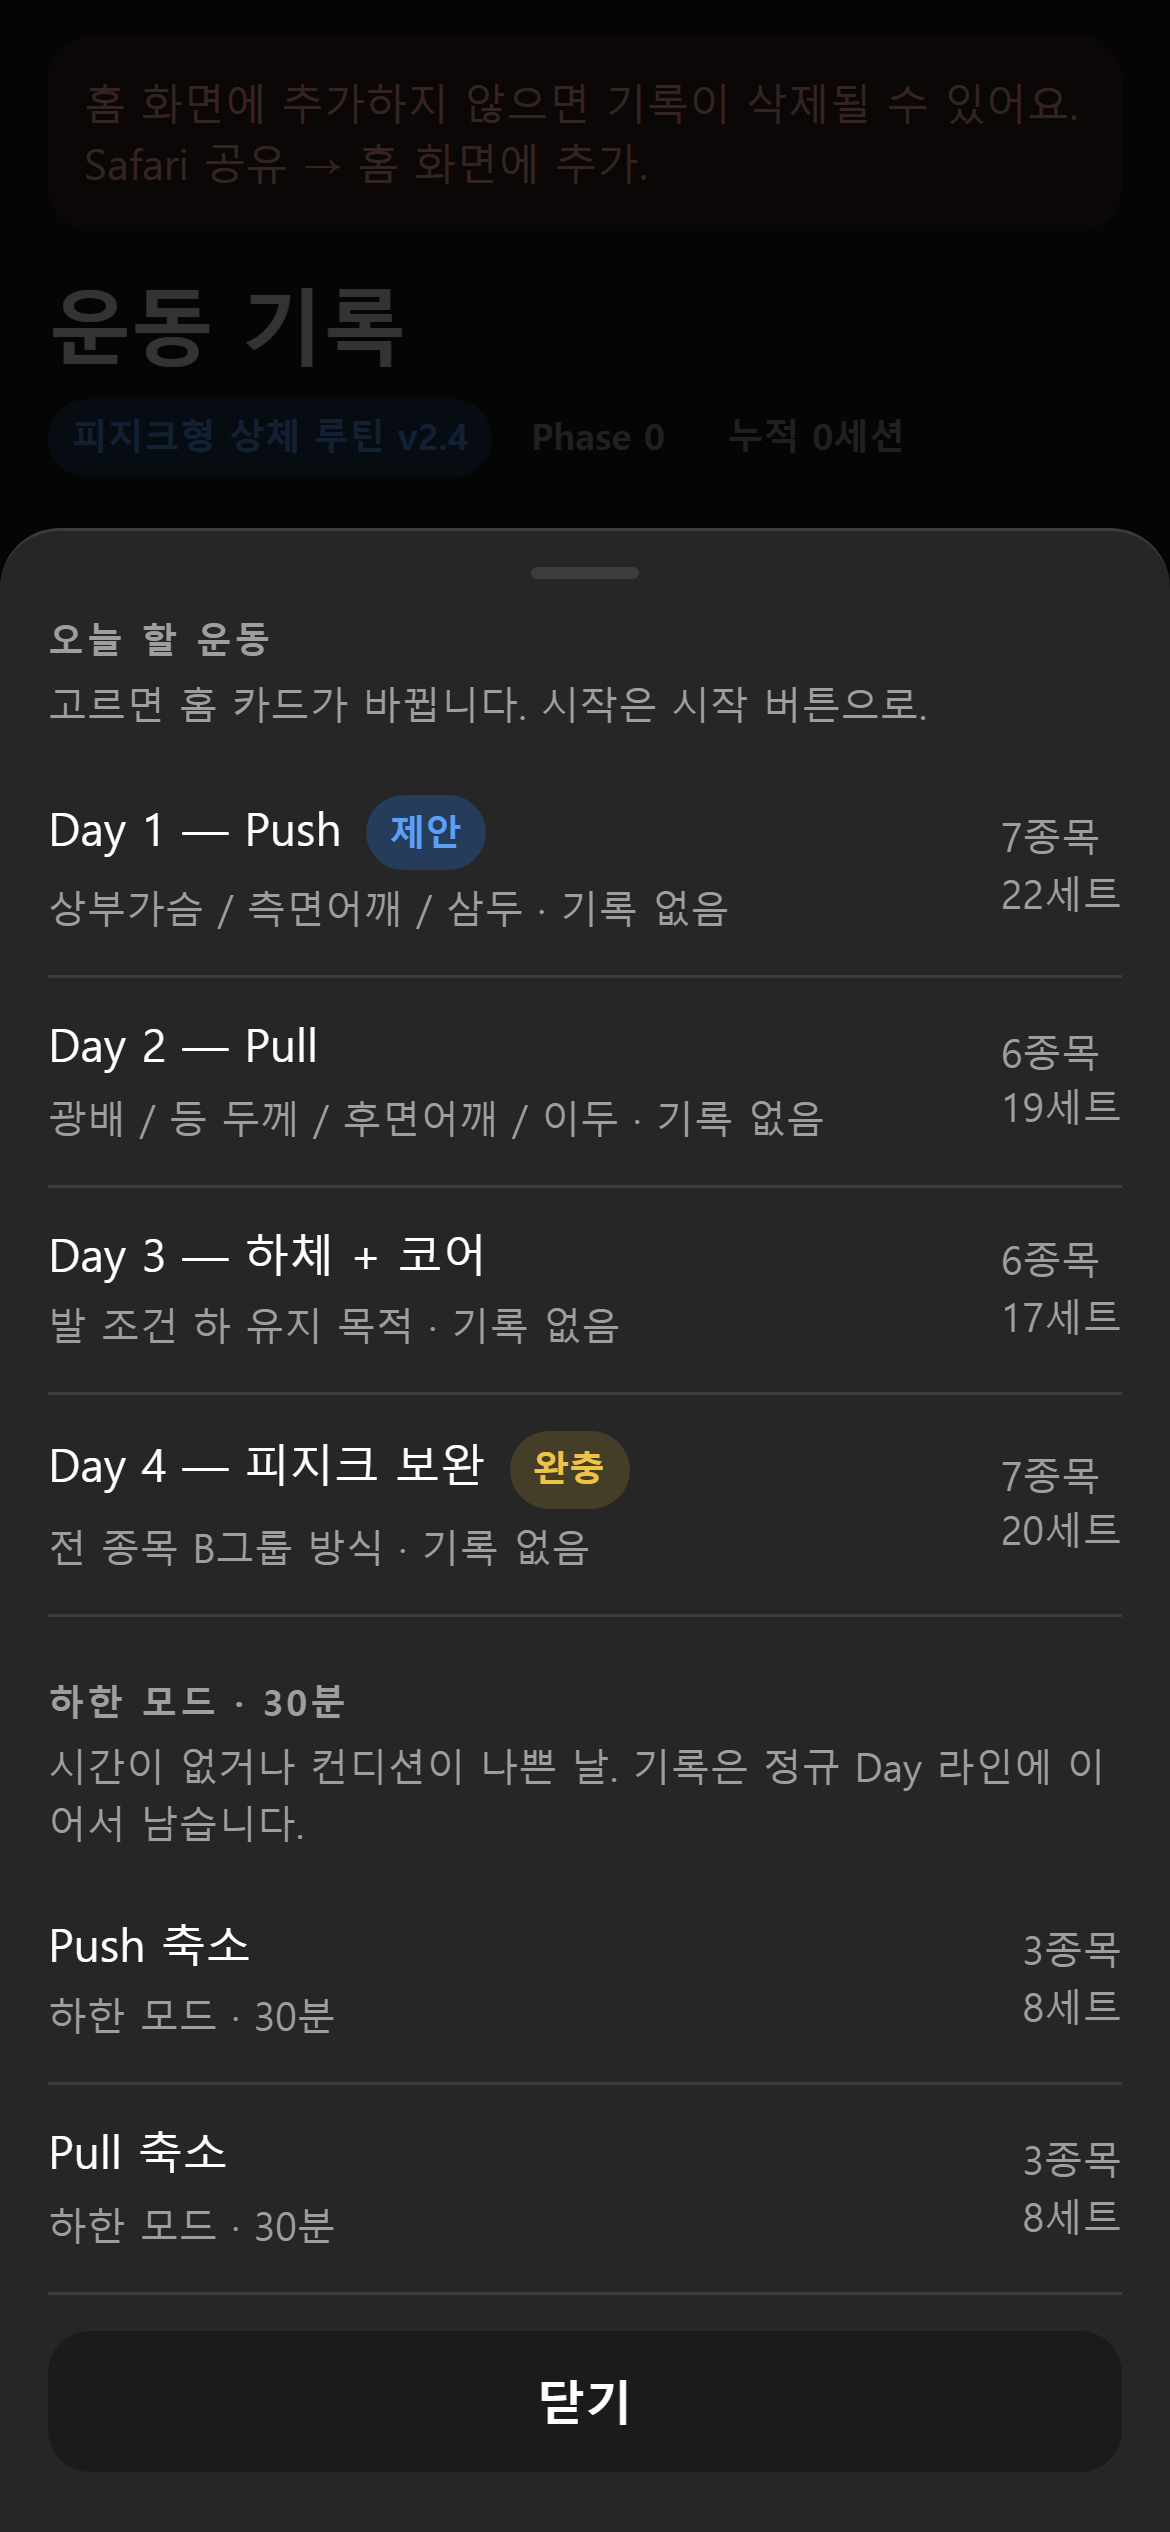 홈 화면에 추가하지 않으면 기록이 삭제될 수 있어요.
Safari 공유 → 홈 화면에 추가.
운동 기록
피지크형 상체 루틴 v2.4 Phase 0 누적 0세션
오늘 할 운동
고르면 홈 카드가 바뀝니다. 시작은 시작 버튼으로.
Day 1 — Push 제안
7종목
상부가슴 / 측면어깨 / 삼두 · 기록 없음
22세트
Day 2 — Pull
6종목
광배 / 등 두께 / 후면어깨 / 이두 · 기록 없음
19세트
Day 3 — 하체 + 코어
6종목
발 조건 하 유지 목적 · 기록 없음
17세트
Day 4 — 피지크 보완 완충
7종목
전 종목 B그룹 방식 · 기록 없음
20세트
하한 모드 · 30분
시간이 없거나 컨디션이 나쁜 날. 기록은 정규 Day 라인에 이
어서 남습니다.
Push 축소
3종목
하한 모드 · 30분
8세트
Pull 축소
3종목
하한 모드 · 30분
8세트
닫기